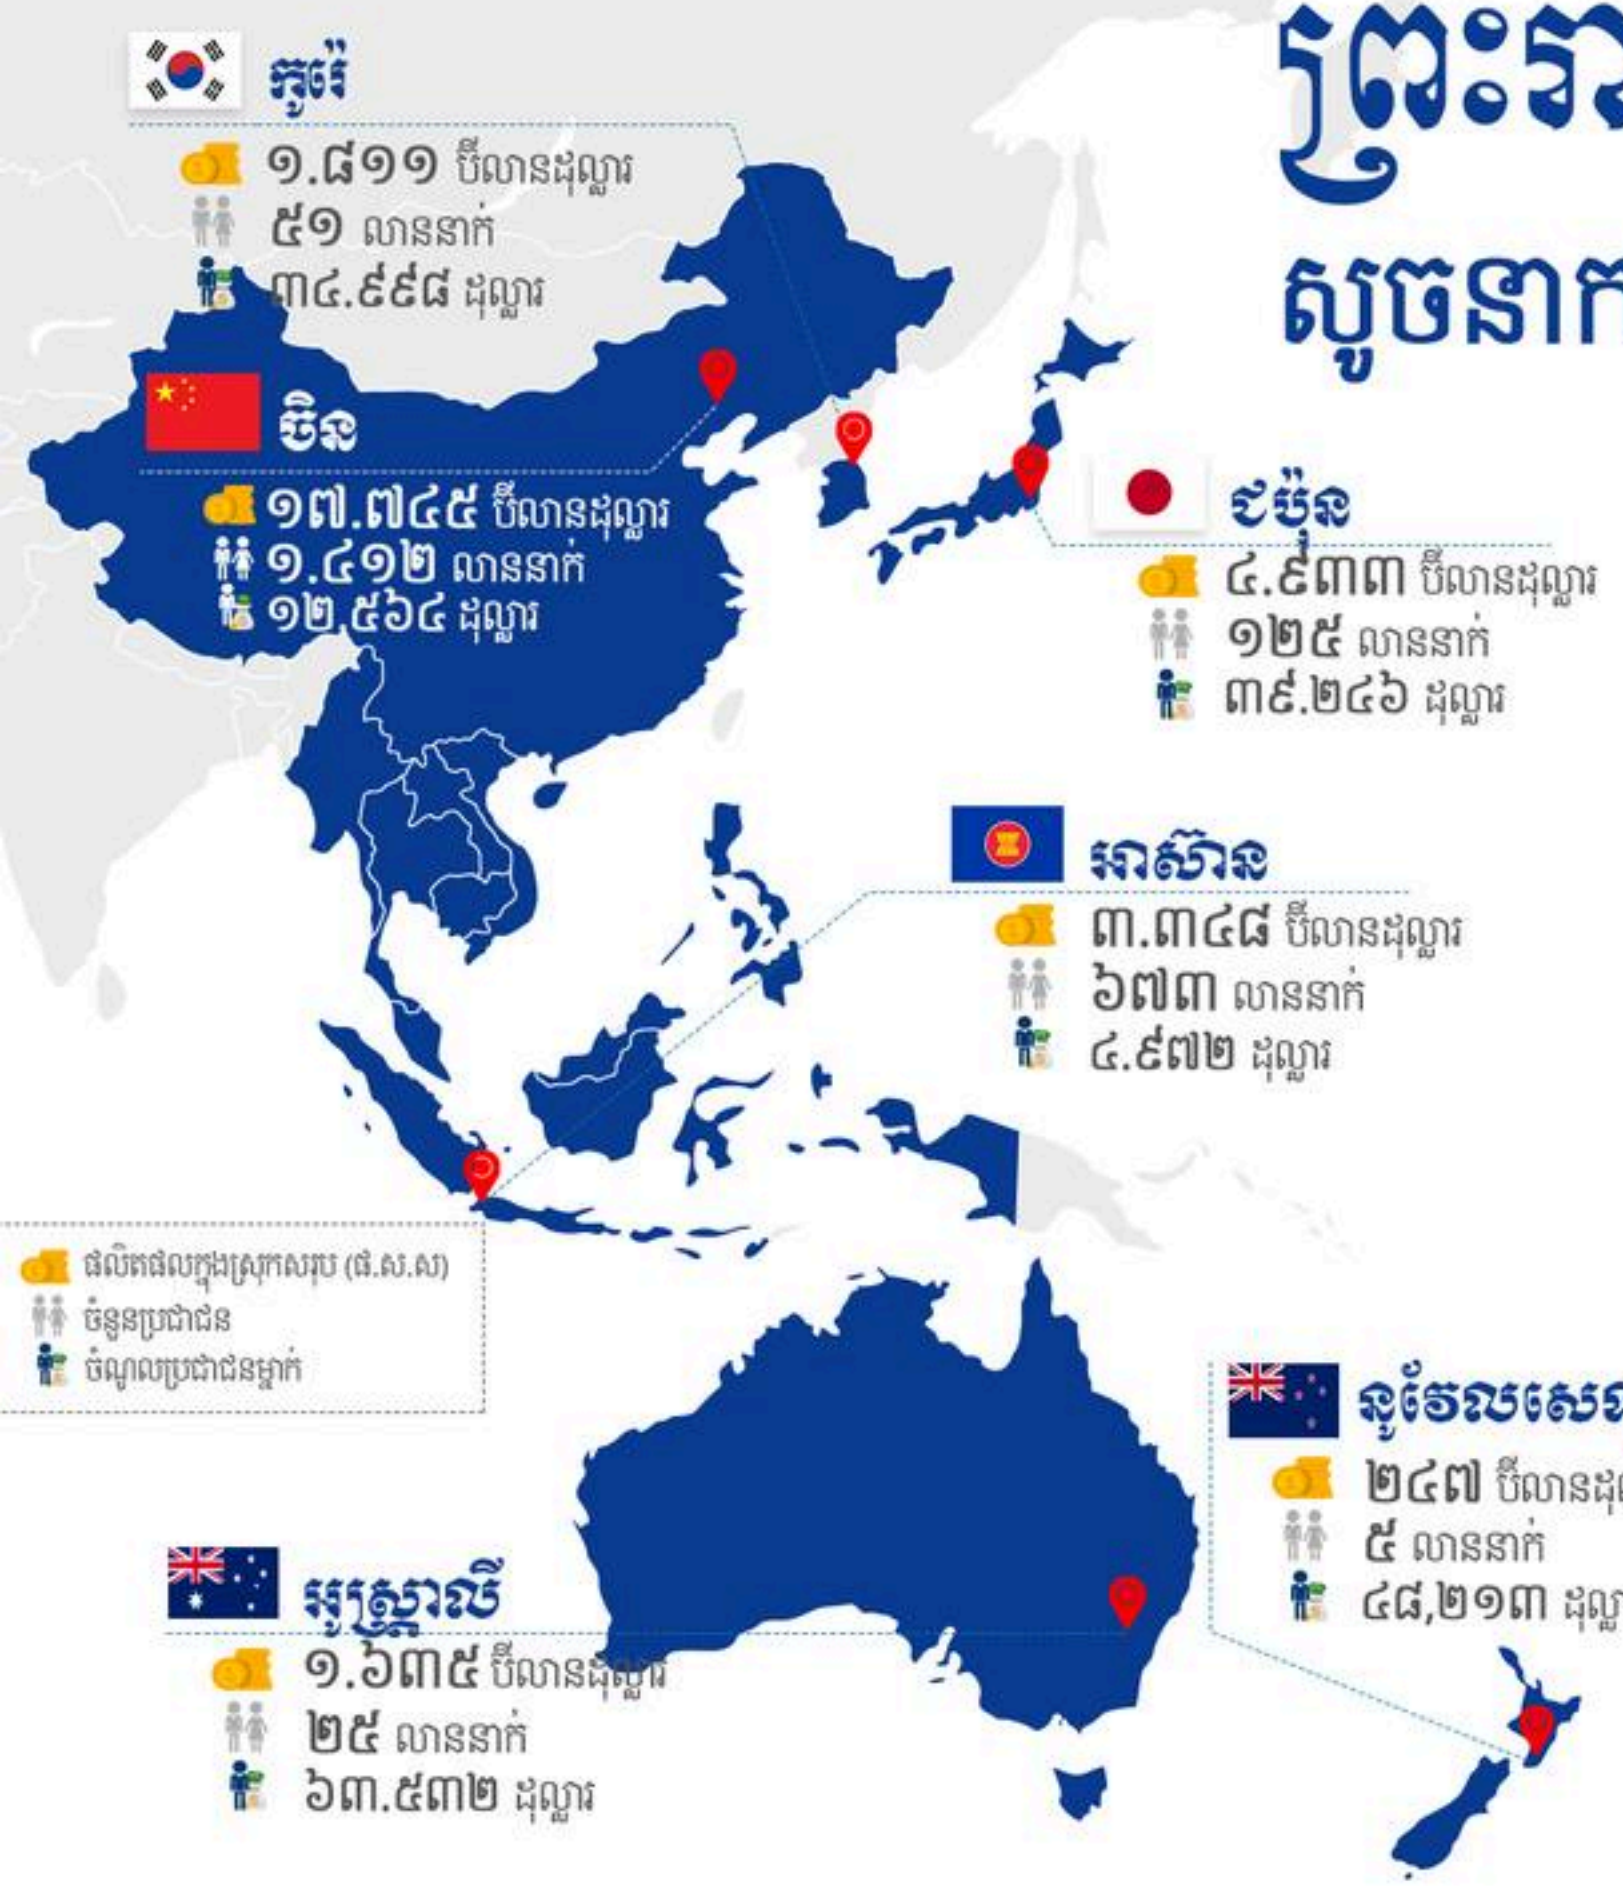 កូរ៉េ
១.៨១១ ប៊ីលានដុល្លារ
៥១ លាននាក់
៣៤.៩៩៨ ដុល្លារ
ចិន
១៧.៧៤៥ ប៊ីលានដុល្លារ
១.៤១២ លាននាក់
១២.៥៦៤ ដុល្លារ
សូចនាក
ជប៉ុន
៤.៩៣៣ ប៊ីលានដុល្លារ
១២៥ លាននាក់
៣៩.២៤៦ ដុល្លារ
អាស៊ាន
៣.៣៤៨ ប៊ីលានដុល្លារ
៦៧៣ លាននាក់
៤.៩៧២ ដុល្លារ
ផលិតផលក្នុងស្រុកសរុប (ផ.ស.ស)
ចំនួនប្រជាជន
ចំណូលប្រជាជនម្នាក់
នូវែលសេ
២៤៧ ប៊ីលានដុ
៥ លាននាក់
៤៨,២១៣ ដុល្លា
អូស្ត្រាលី
១.៦៣៥ ប៊ីលានដុល្លារ
២៥ លាននាក់
៦៣.៥៣២ ដុល្លារ